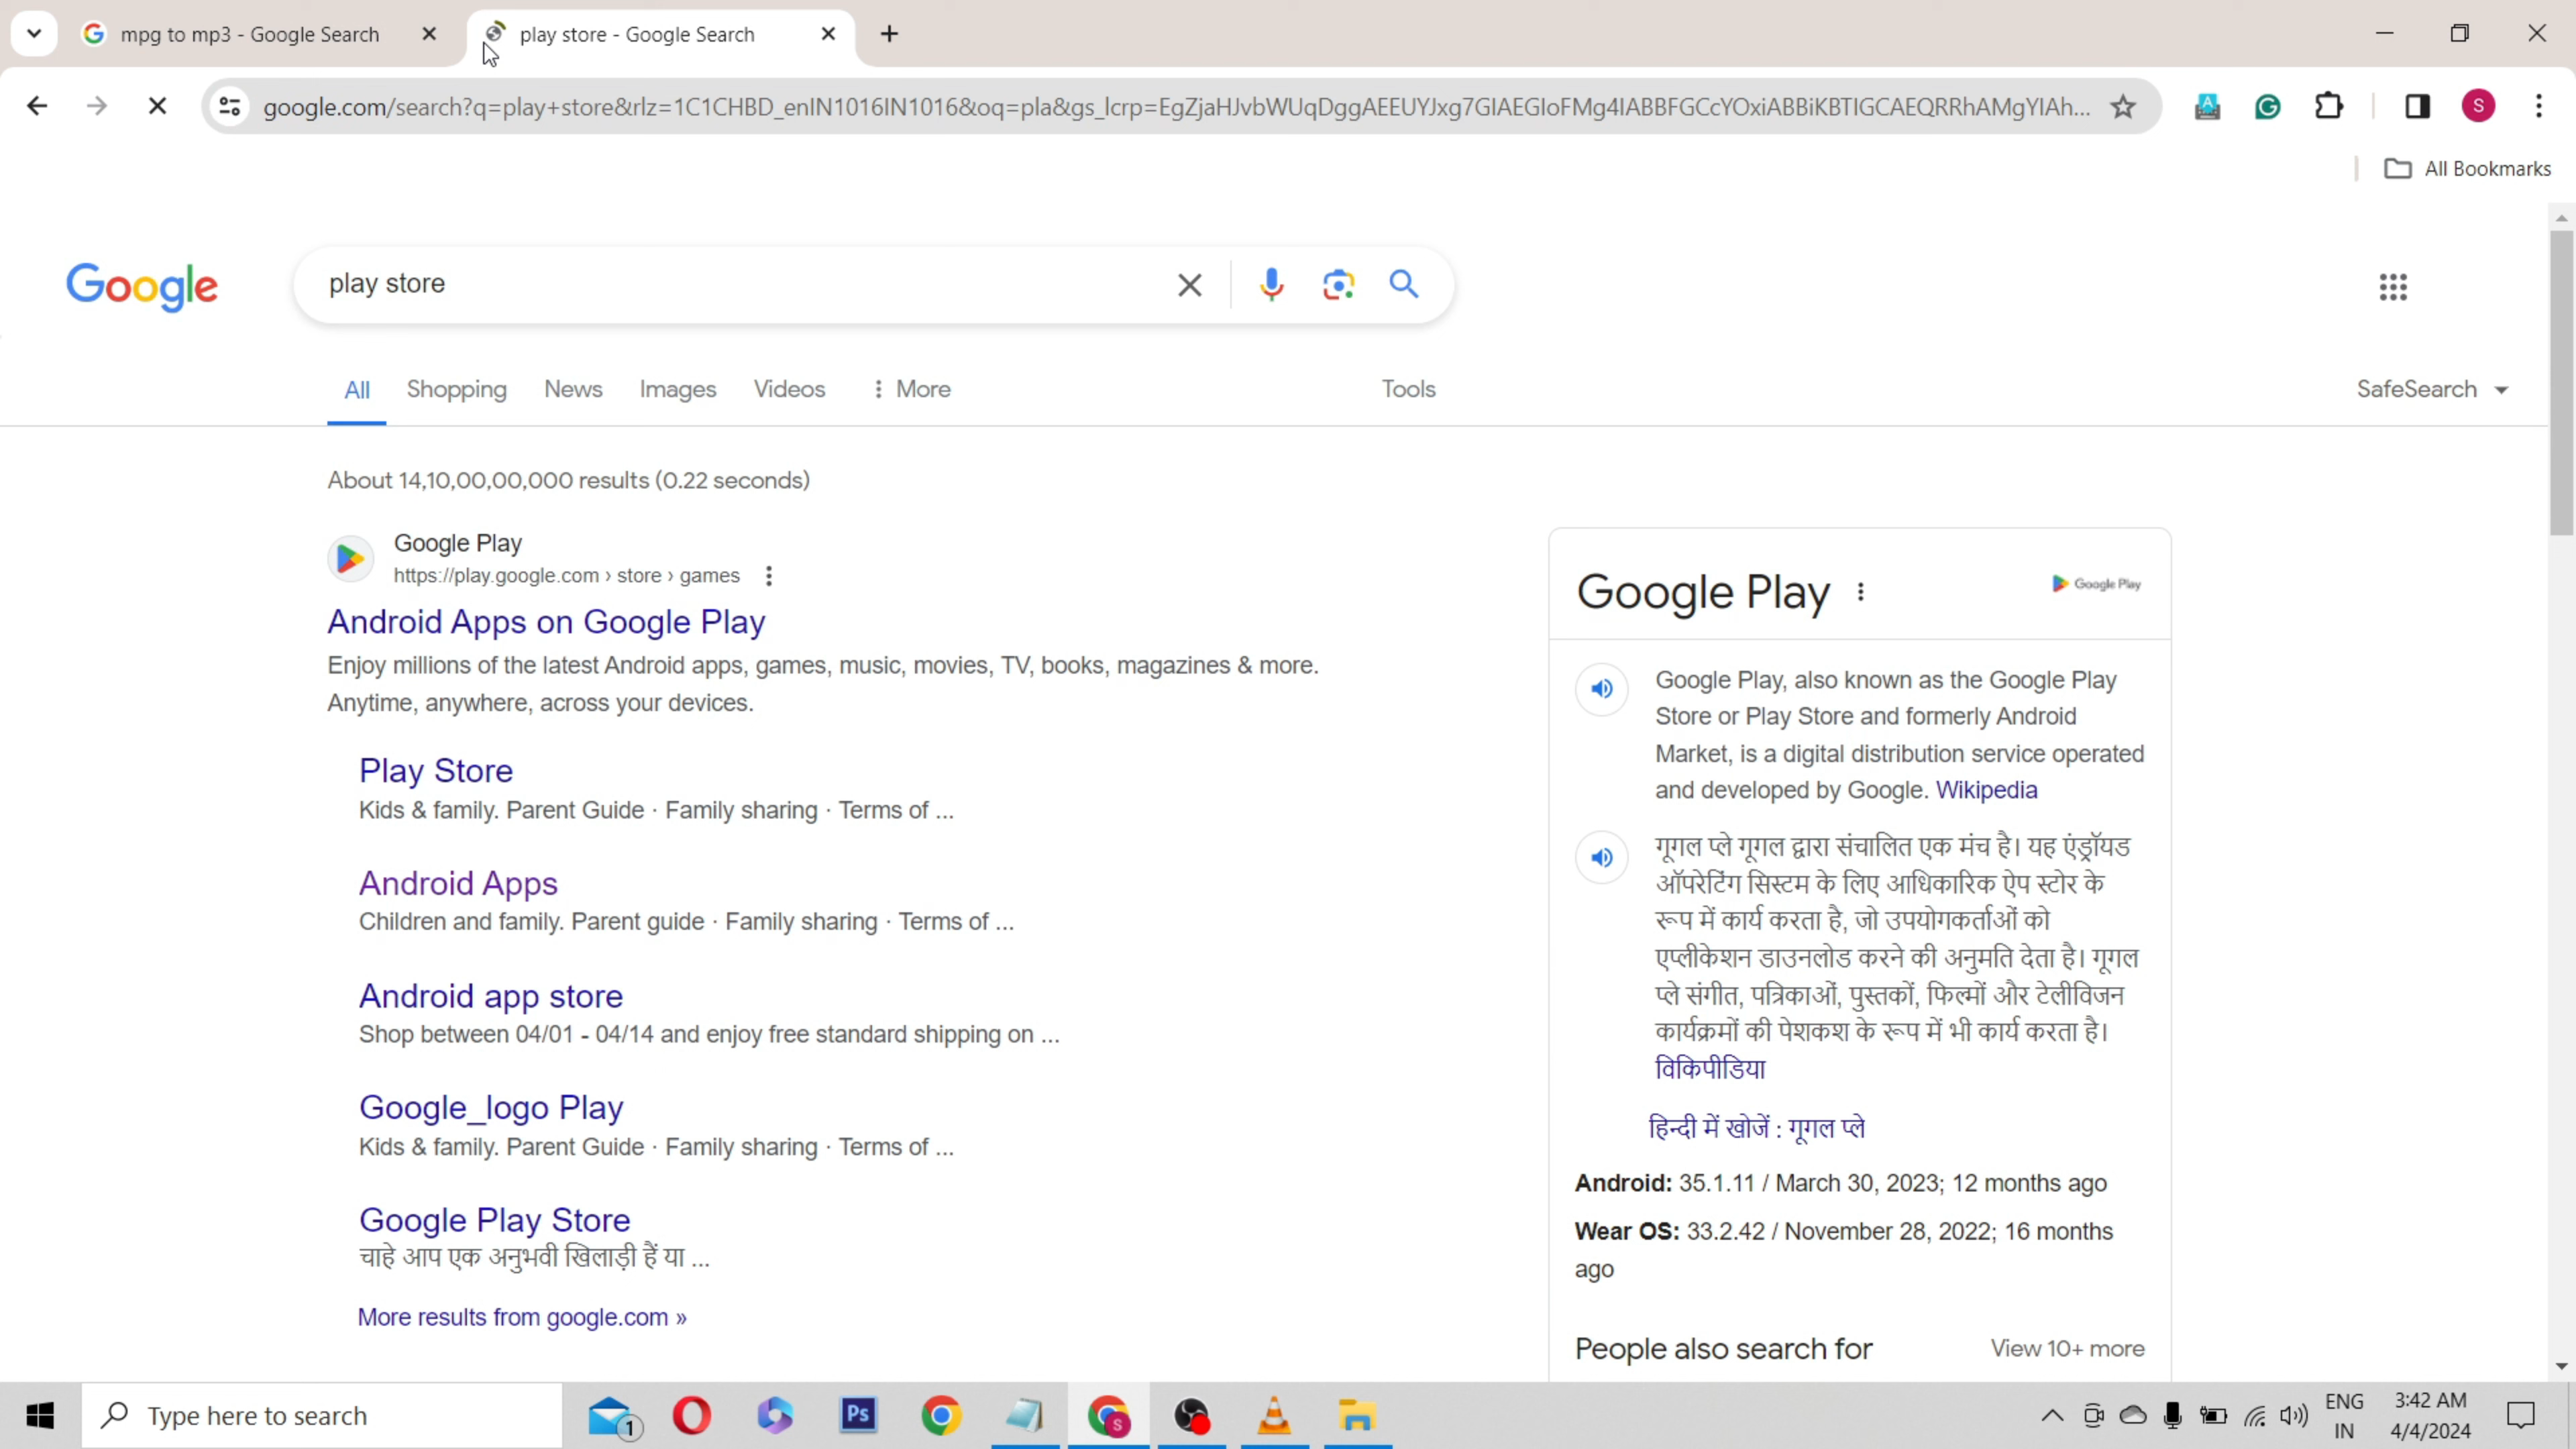 mpg to mp3 - Google Search
play store - Google Search
google.com/search?q=play+store&rlz=1C1CHBD_enIN1016IN1016&oq=pla&gs_lcrp=EgZjaHJvbWUqDggAEEUYJxg7GIAEGIoFMg4IABBFGCcYOxiABBiKBTIGCAEQRRhAMgYIAh...
S
All Bookmarks
Google
play store
All Shopping News Images Videos More Tools SafeSearch
About 14,10,00,00,000 results (0.22 seconds)
Google Play
https://play.google.com › store › games
Android Apps on Google Play
Enjoy millions of the latest Android apps, games, music, movies, TV, books, magazines & more.
Anytime, anywhere, across your devices.
Play Store
Kids & family. Parent Guide · Family sharing · Terms of ...
Android Apps
Children and family. Parent guide · Family sharing · Terms of ...
Android app store
Shop between 04/01 - 04/14 and enjoy free standard shipping on ...
Google_logo Play
Kids & family. Parent Guide · Family sharing · Terms of ...
Google Play Store
चाहे आप एक अनुभवी खिलाड़ी हैं या ...
More results from google.com »
Google Play
Google Play
Google Play, also known as the Google Play
Store or Play Store and formerly Android
Market, is a digital distribution service operated
and developed by Google. Wikipedia
गूगल प्ले गूगल द्वारा संचालित एक मंच है। यह एंड्रॉयड
ऑपरेटिंग सिस्टम के लिए आधिकारिक ऐप स्टोर के
रूप में कार्य करता है, जो उपयोगकर्ताओं को
एप्लीकेशन डाउनलोड करने की अनुमति देता है। गूगल
प्ले संगीत, पत्रिकाओं, पुस्तकों, फिल्मों और टेलीविजन
कार्यक्रमों की पेशकश के रूप में भी कार्य करता है।
विकिपीडिया
हिन्दी में खोजें : गूगल प्ले
Android: 35.1.11 / March 30, 2023; 12 months ago
Wear OS: 33.2.42 / November 28, 2022; 16 months
ago
People also search for View 10+ more
Type here to search
1
Ps
S
ENG
IN
3:42 AM
4/4/2024